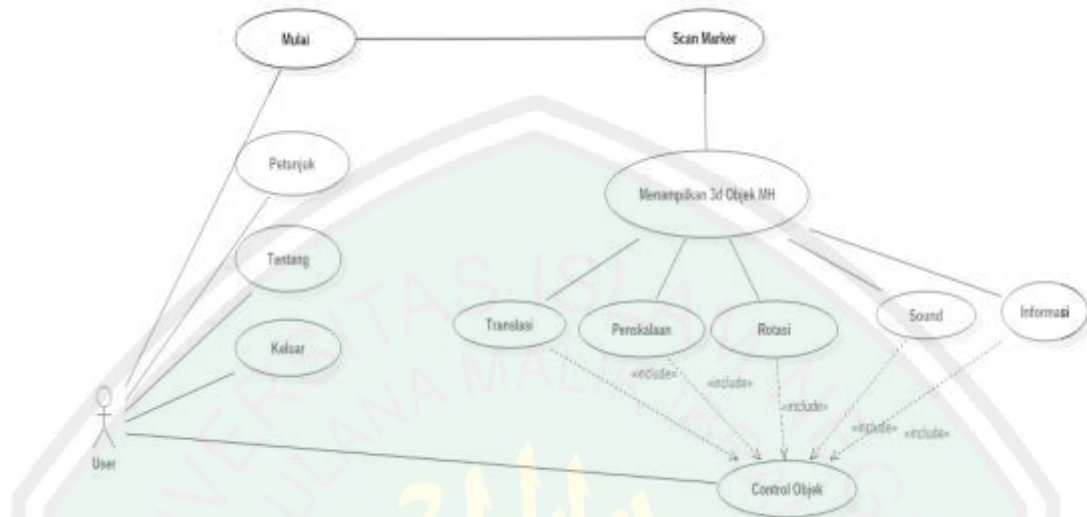 Mulai
Scan Marker
Petunjuk
Menampilkan 3d Objek MH
Tentang
Translasi
Penskalaan
Rotasi
Sound
Informasi
Keluar
«include»
«include»
«include»
«include»
«include»
User
Control Objek